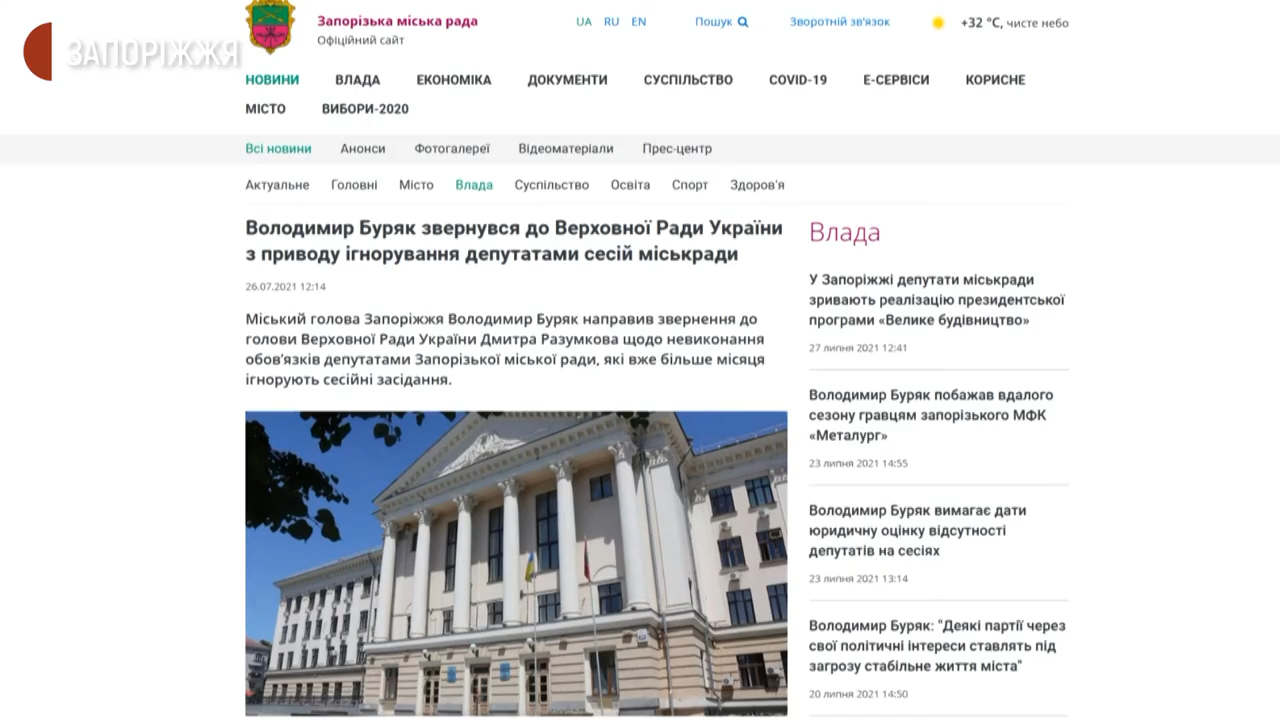 ЗАПОРІЖЖЯ
Запорізька міська рада
Офіційний сайт
UA RU EN
Пошук
Зворотній зв'язок
+32 °C, чисте небо
НОВИНИ ВЛАДА ЕКОНОМІКА ДОКУМЕНТИ СУСПІЛЬСТВО COVID-19 Е-СЕРВІСИ КОРИСНЕ
МІСТО ВИБОРИ-2020
Всі новини Анонси Фотогалереї Відеоматеріали Прес-центр
Актуальне Головні Місто Влада Суспільство Освіта Спорт Здоров'я
Володимир Буряк звернувся до Верховної Ради України
з приводу ігнорування депутатами сесій міськради
26.07.2021 12:14
Міський голова Запоріжжя Володимир Буряк направив звернення до
голови Верховної Ради України Дмитра Разумкова щодо невиконання
обов’язків депутатами Запорізької міської ради, які вже більше місяця
ігнорують сесійні засідання.
Влада
У Запоріжжі депутати міськради
зривають реалізацію президентської
програми «Велике будівництво»
27 липня 2021 12:41
Володимир Буряк побажав вдалого
сезону гравцям запорізького МФК
«Металург»
23 липня 2021 14:55
Володимир Буряк вимагає дати
юридичну оцінку відсутності
депутатів на сесіях
23 липня 2021 13:14
Володимир Буряк: "Деякі партії через
свої політичні інтереси ставлять під
загрозу стабільне життя міста"
20 липня 2021 14:50